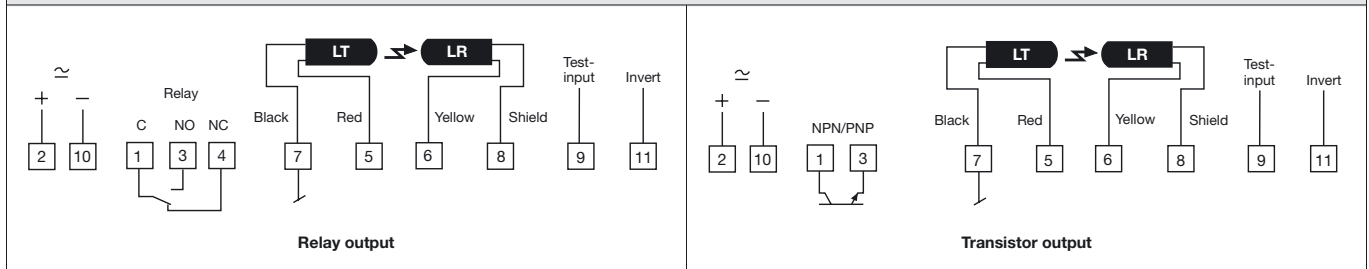 LT LR
≃
+ −
Relay
C NO NC
Black Red Yellow Shield
Test-
input
Invert
2 10 1 3 4 7 5 6 8 9 11
Relay output
LT LR
≃
+ −
NPN/PNP
Black Red Yellow Shield
Test-
input
Invert
2 10 1 3 7 5 6 8 9 11
Transistor output